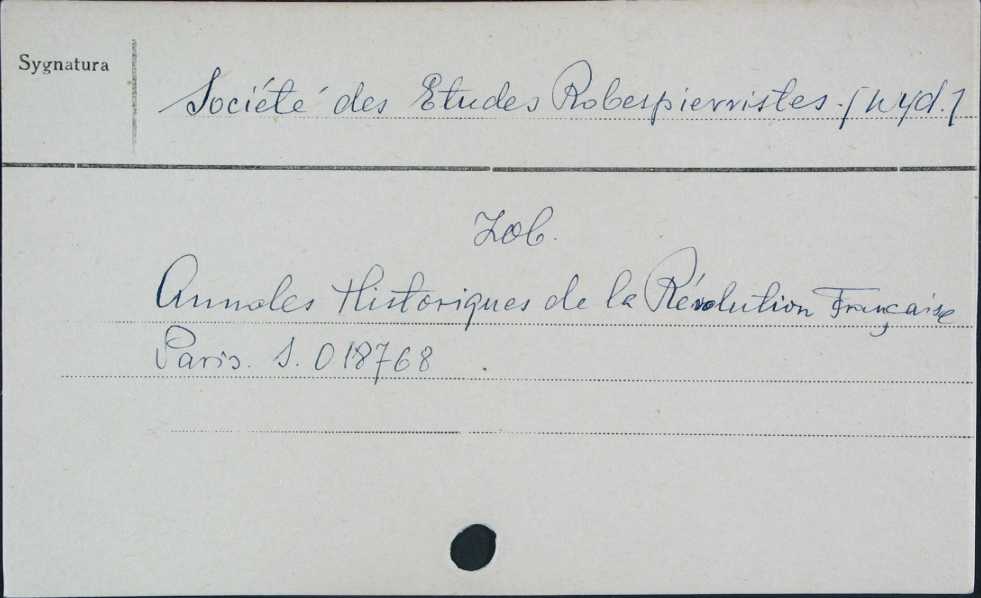 Sygnatura
Société des Etudes Robespierristes. [wyd.]
Zob.
Annales Historiques de la Révolution Française
Paris. S. 018768